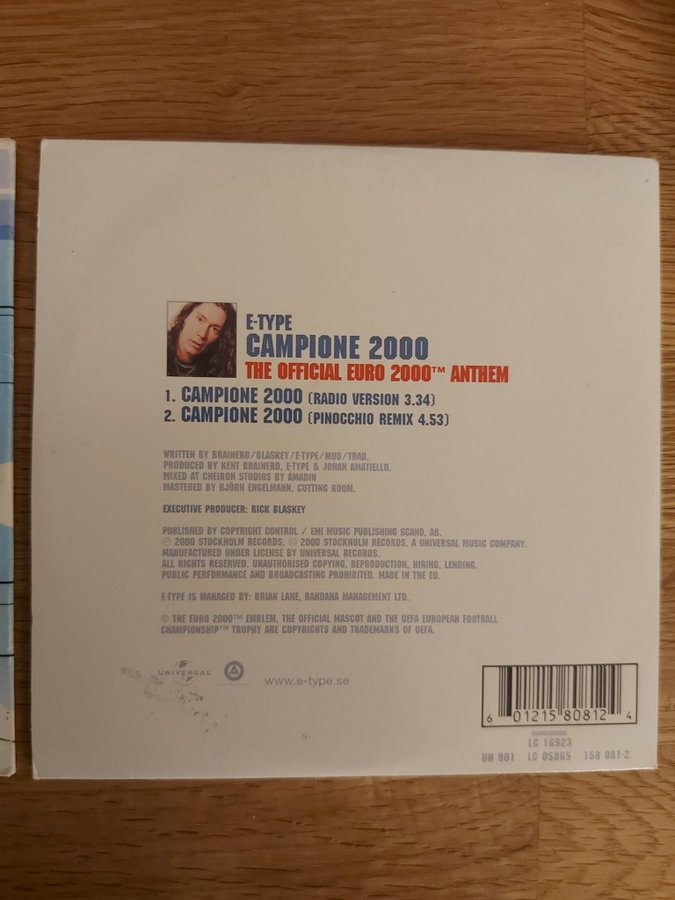 E-TYPE
CAMPIONE 2000
THE OFFICIAL EURO 2000™ ANTHEM
1. CAMPIONE 2000 (RADIO VERSION 3.34)
2. CAMPIONE 2000 (PINOCCHIO REMIX 4.53)
WRITTEN BY BRAINERD/BLASKEY/E-TYPE/MUD/TRAD.
PRODUCED BY KENT BRAINERD, E-TYPE & JOHAN AMATIELLO.
MIXED AT CHEIRON STUDIOS BY AMADIN
MASTERED BY BJÖRN ENGELMANN, CUTTING ROOM.
EXECUTIVE PRODUCER: RICK BLASKEY
PUBLISHED BY COPYRIGHT CONTROL / EMI MUSIC PUBLISHING SCAND, AB.
℗ 2000 STOCKHOLM RECORDS, © 2000 STOCKHOLM RECORDS. A UNIVERSAL MUSIC COMPANY.
MANUFACTURED UNDER LICENSE BY UNIVERSAL RECORDS.
ALL RIGHTS RESERVED. UNAUTHORISED COPYING, REPRODUCTION, HIRING, LENDING,
PUBLIC PERFORMANCE AND BROADCASTING PROHIBITED. MADE IN THE EU.
E-TYPE IS MANAGED BY: BRIAN LANE, BANDANA MANAGEMENT LTD.
© THE EURO 2000™ EMBLEM, THE OFFICIAL MASCOT AND THE UEFA EUROPEAN FOOTBALL
CHAMPIONSHIP™ TROPHY ARE COPYRIGHTS AND TRADEMARKS OF UEFA.
UNIVERSAL
www.e-type.se
6 01215 80812 4
LC 16923
UN 901 LC 05865 158 081-2.